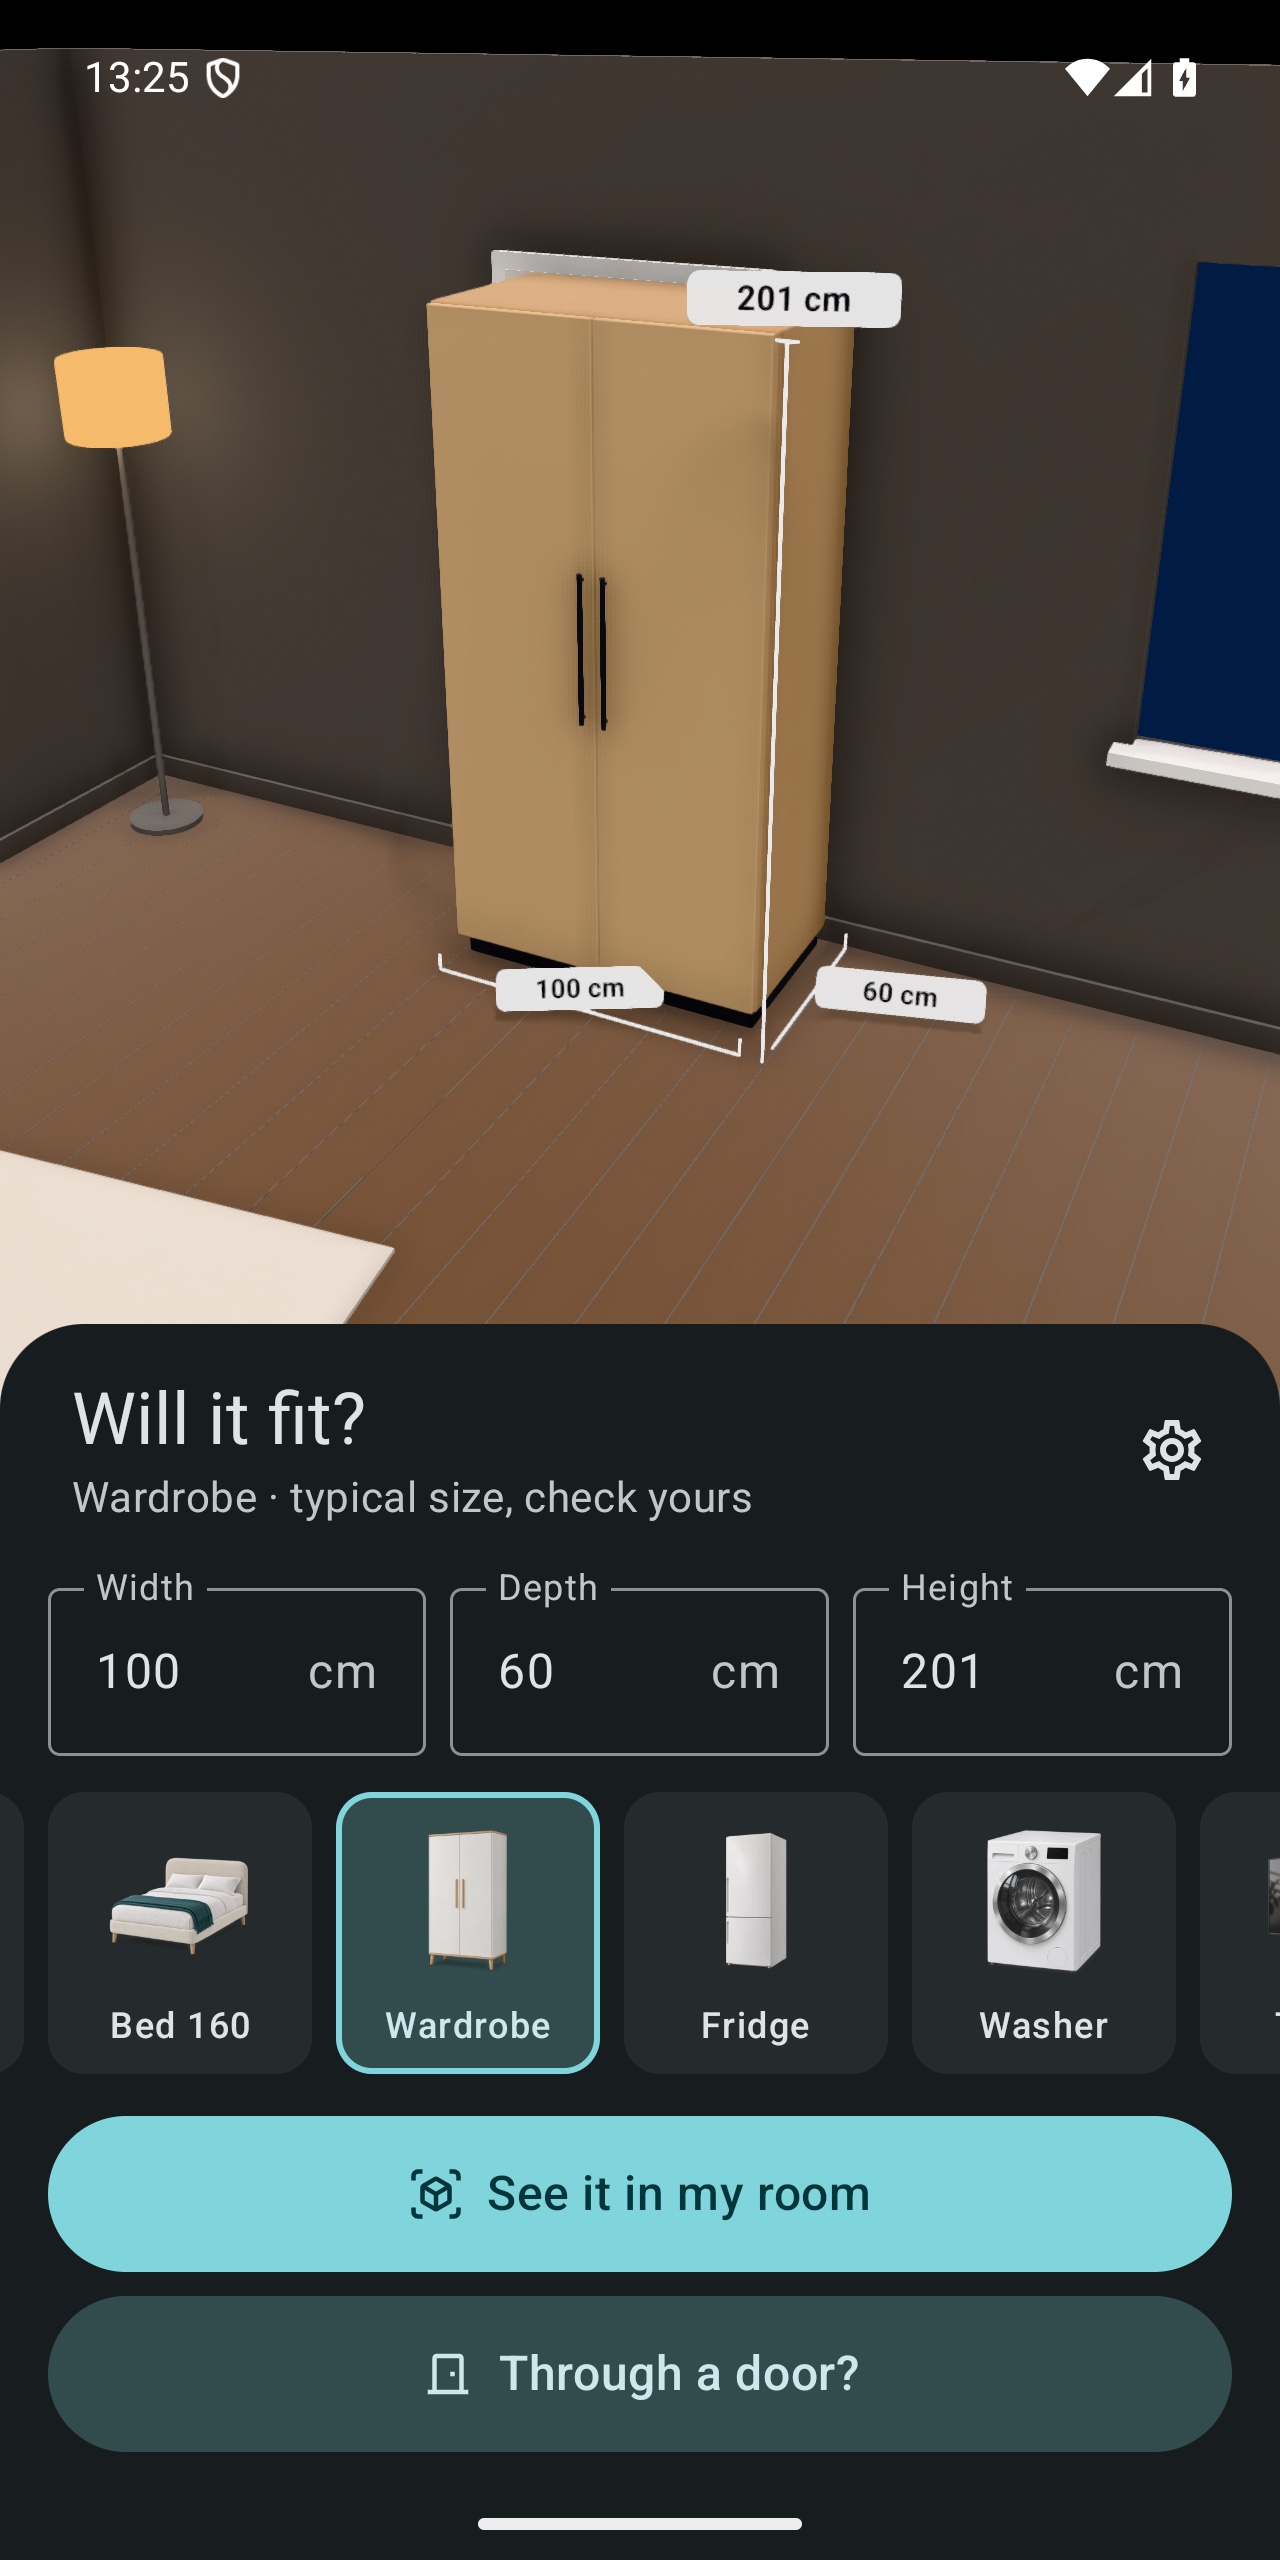 13:25
201 cm
100 cm
60 cm
Will it fit?
Wardrobe · typical size, check yours
Width
Depth
Height
100 cm
60 cm
201 cm
Bed 160
Wardrobe
Fridge
Washer
See it in my room
Through a door?